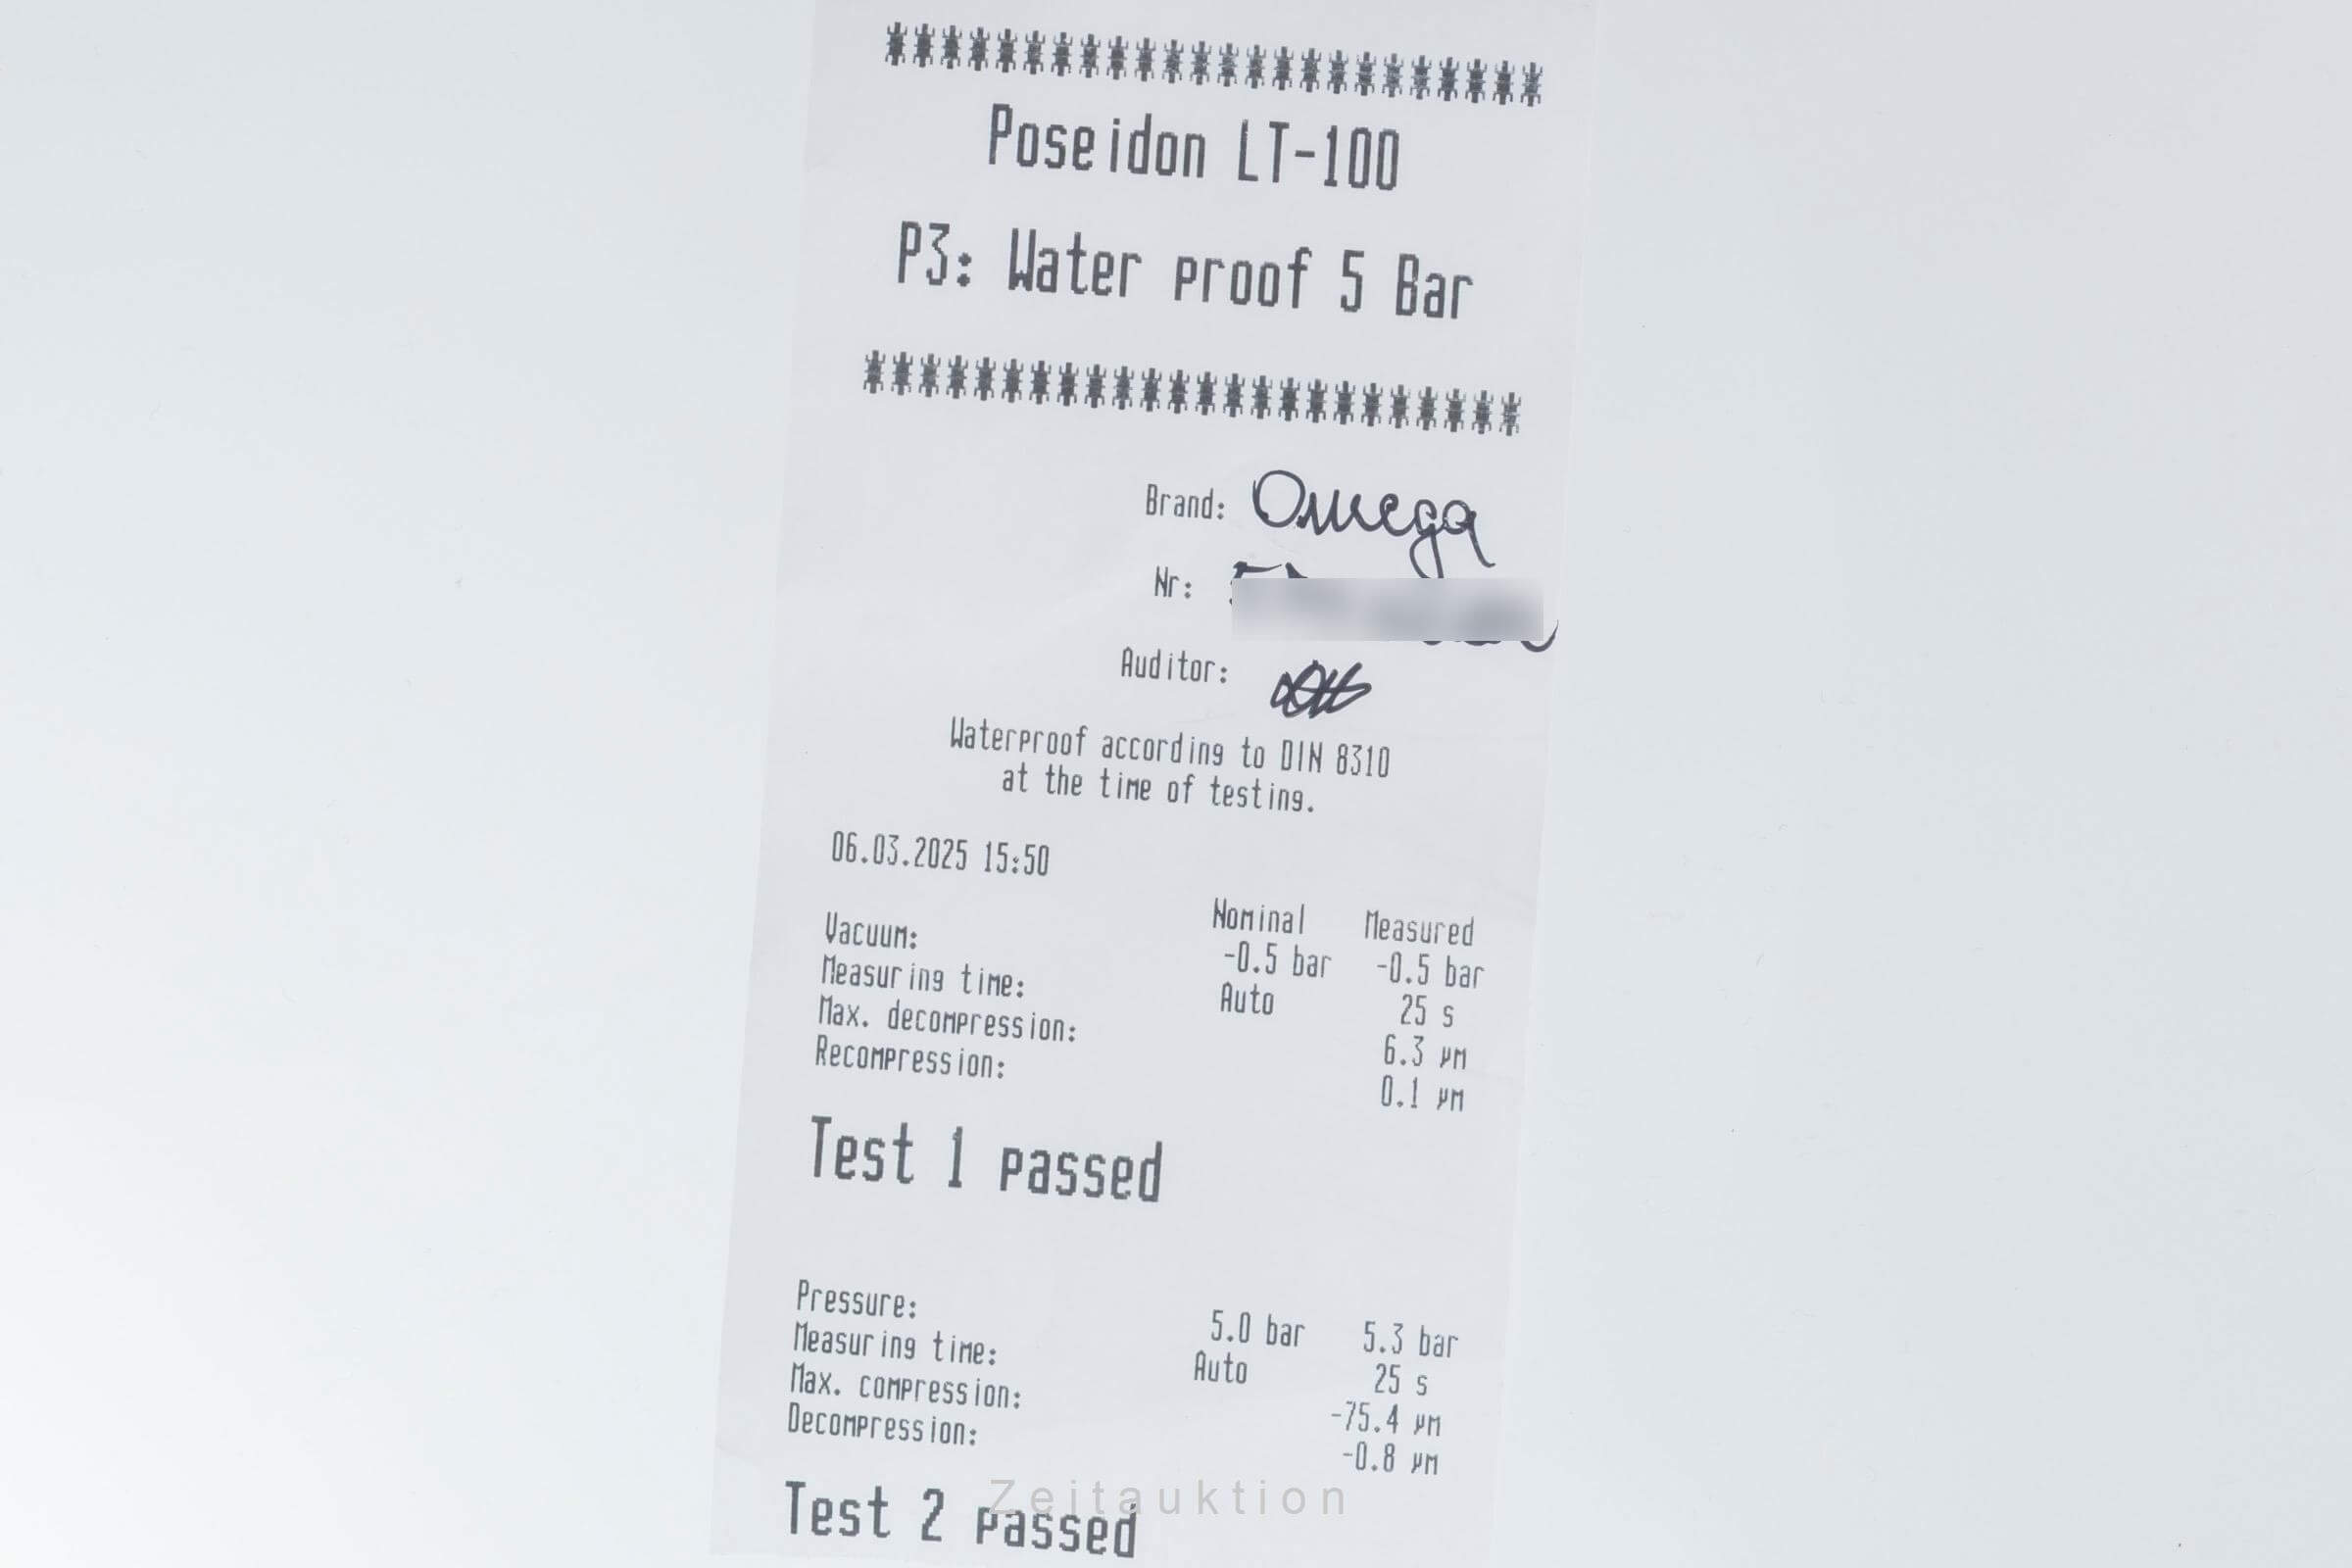 ************************
Poseidon LT-100
P3: Water proof 5 Bar
************************
Brand: Omega
Nr:
Auditor:
Waterproof according to DIN 8310
at the time of testing.
06.03.2025 15:50
Nominal Measured
Vacuum: -0.5 bar -0.5 bar
Measuring time: Auto 25 s
Max. decompression: 6.3 µm
Recompression: 0.1 µm
Test 1 passed
Pressure: 5.0 bar 5.3 bar
Measuring time: Auto 25 s
Max. compression: -75.4 µm
Decompression: -0.8 µm
Test 2 passed
Zeitauktion